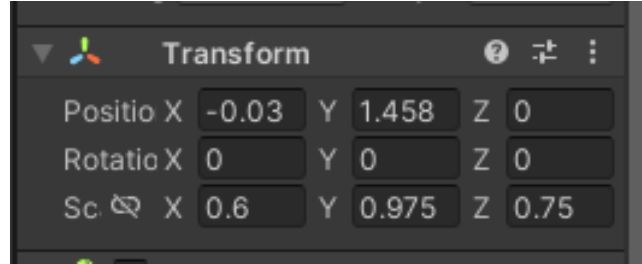 Transform
Positio X -0.03 Y 1.458 Z 0
Rotatio X 0 Y 0 Z 0
Sc X 0.6 Y 0.975 Z 0.75